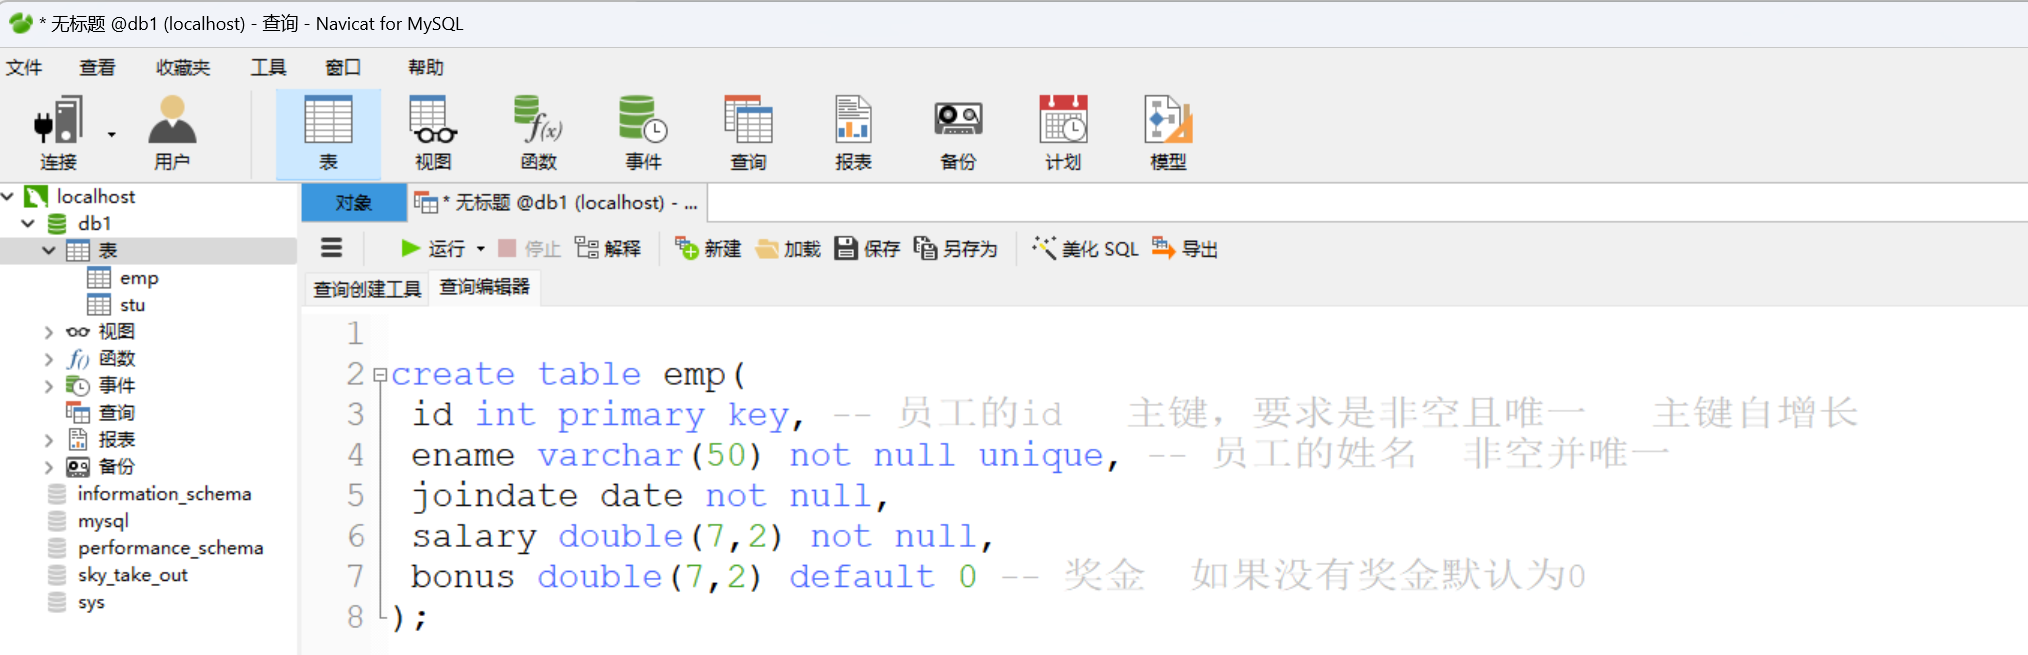 * 无标题 @db1 (localhost) - 查询 - Navicat for MySQL
文件 查看 收藏夹 工具 窗口 帮助
连接 用户 表 视图 f(x) 函数 事件 查询 报表 备份 计划 模型
localhost
db1
表
emp
stu
视图
f() 函数
事件
查询
报表
备份
information_schema
mysql
performance_schema
sky_take_out
sys
对象 * 无标题 @db1 (localhost) - ...
运行 停止 解释 新建 加载 保存 另存为 美化 SQL 导出
查询创建工具 查询编辑器
1
2 create table emp(
3 id int primary key, -- 员工的id 主键，要求是非空且唯一 主键自增长
4 ename varchar(50) not null unique, -- 员工的姓名 非空并唯一
5 joindate date not null,
6 salary double(7,2) not null,
7 bonus double(7,2) default 0 -- 奖金 如果没有奖金默认为0
8 );